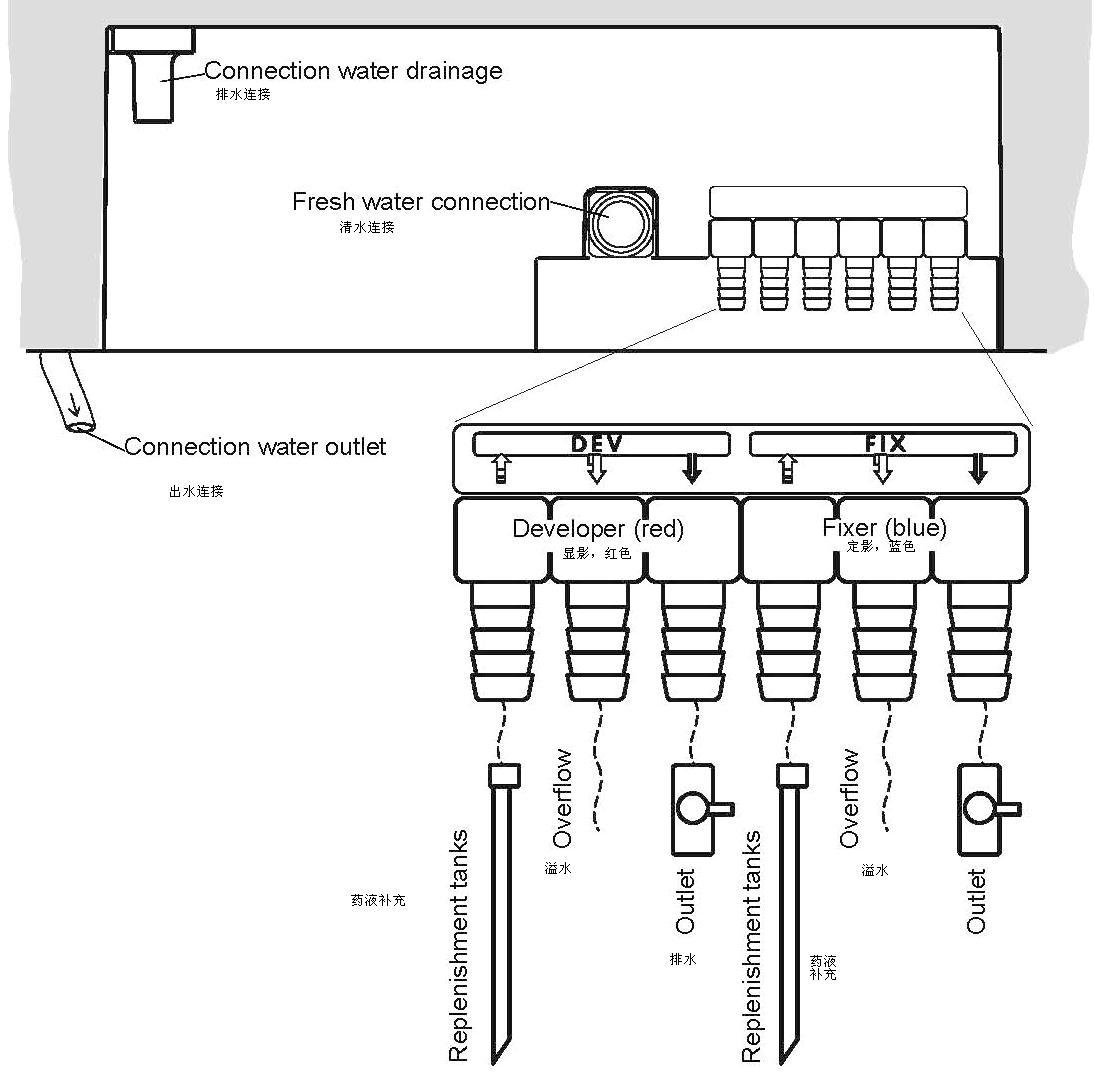 Connection water drainage
排水连接
Fresh water connection
清水连接
Connection water outlet
出水连接
DEV
FIX
Developer (red)
显影，红色
Fixer (blue)
定影，蓝色
Replenishment tanks
药液补充
Overflow
溢水
Outlet
排水
Replenishment tanks
药液
补充
Overflow
溢水
Outlet